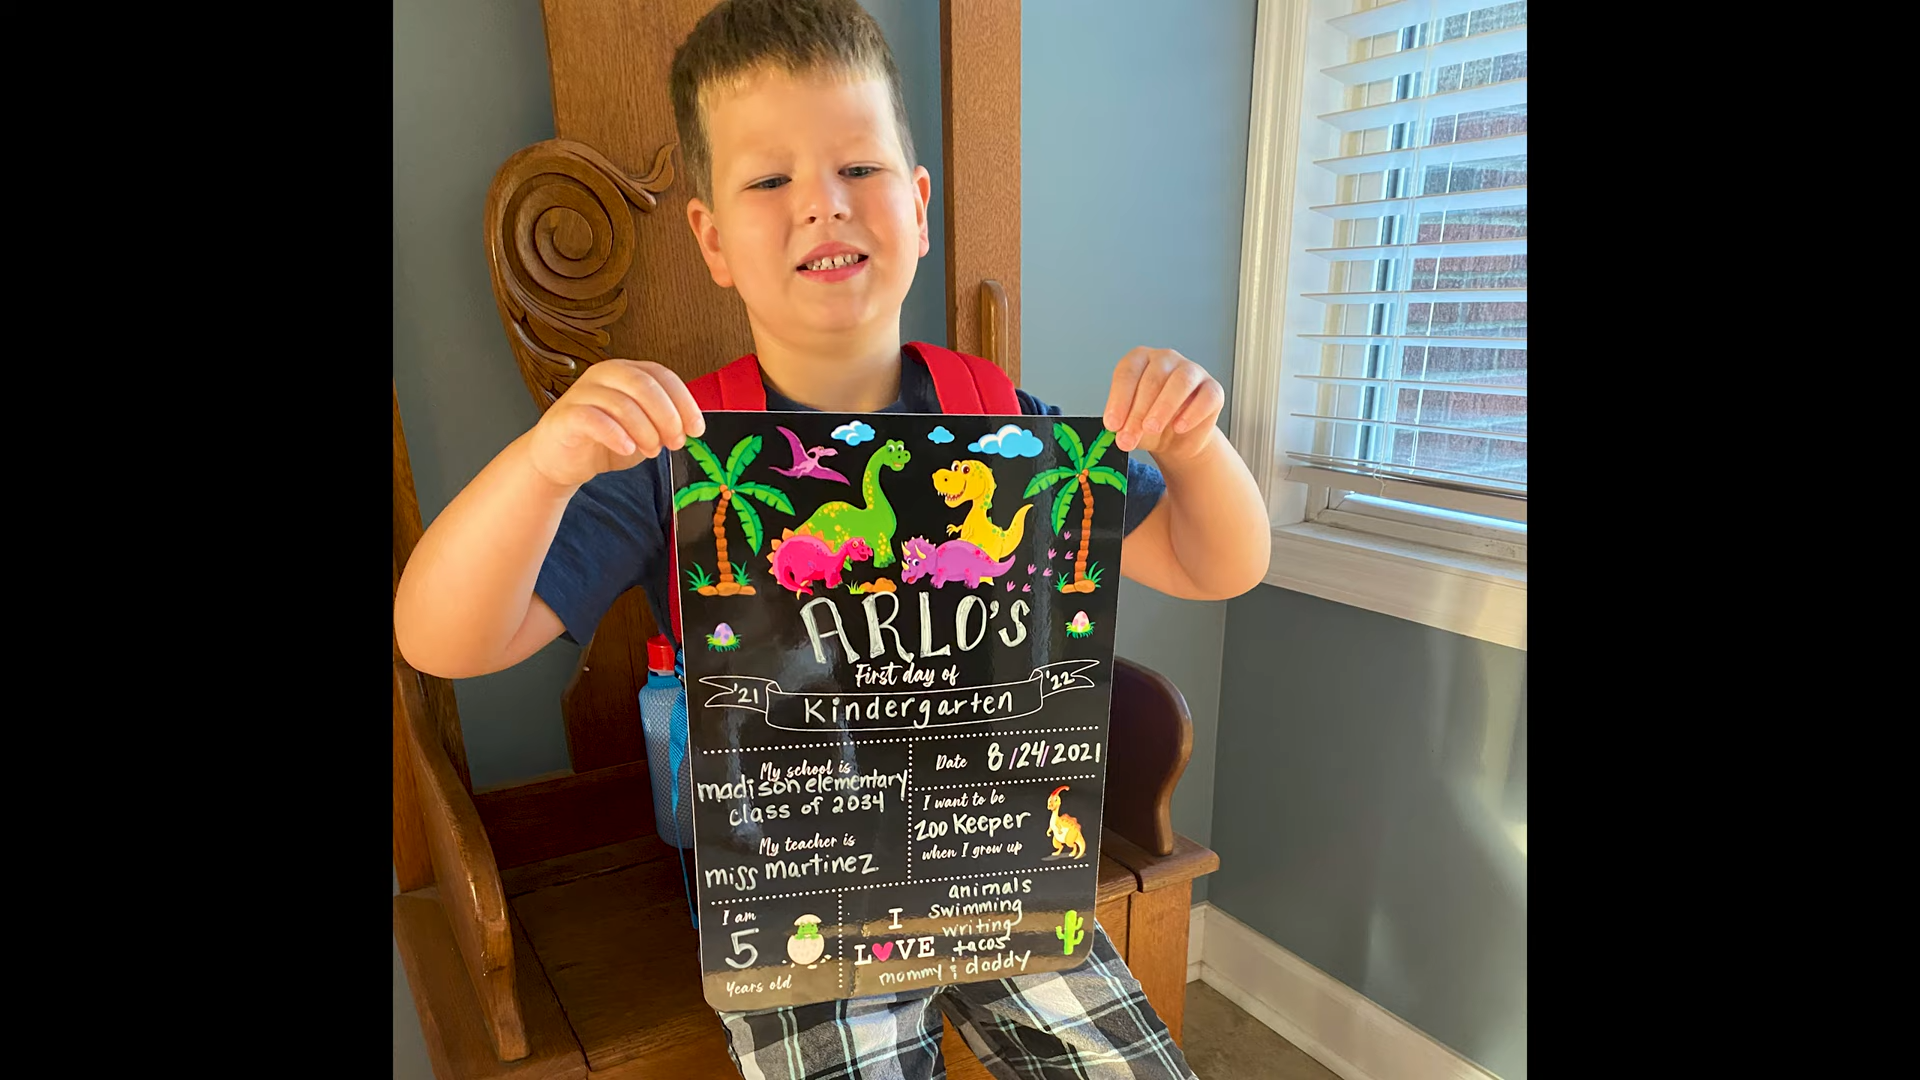 ARLO's
First day of
'21 Kindergarten '22
My school is
madison elementary
class of 2034
My teacher is
miss martinez
Date 8/24/2021
I want to be
Zoo Keeper
when I grow up
I am
5
years old
I LOVE
animals
swimming
writing
tacos
mommy & daddy